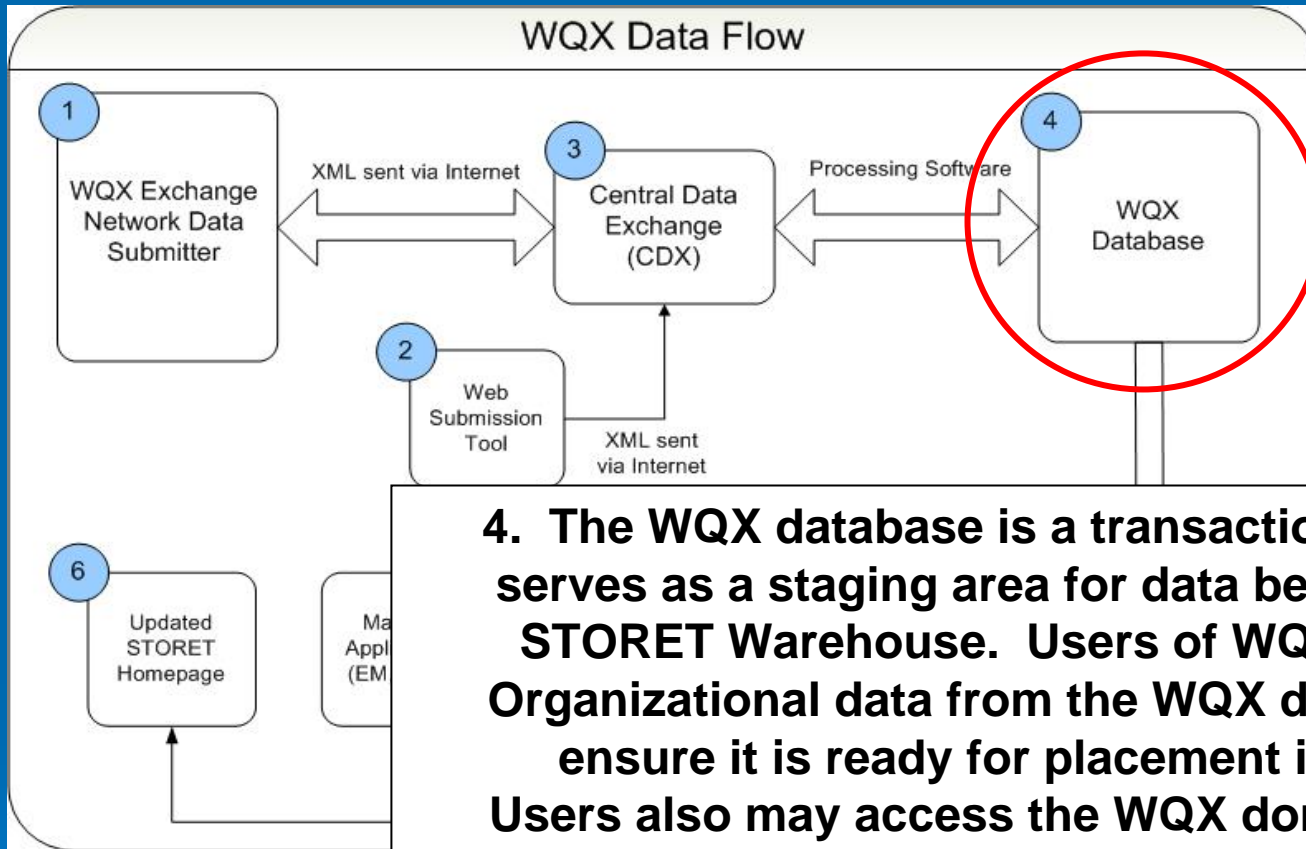 WQX Data Flow
1
WQX Exchange
Network Data
Submitter
XML sent via Internet
3
Central Data
Exchange
(CDX)
Processing Software
4
WQX
Database
2
Web
Submission
Tool
XML sent
via Internet
6
Updated
STORET
Homepage
Ma
Appl
(EM
4. The WQX database is a transactio
serves as a staging area for data be
STORET Warehouse. Users of WQ
Organizational data from the WQX d
ensure it is ready for placement i
Users also may access the WQX do